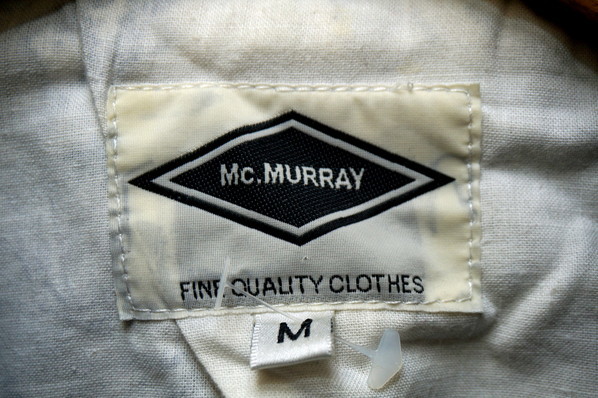 Mc.MURRAY
FINE QUALITY CLOTHES
M